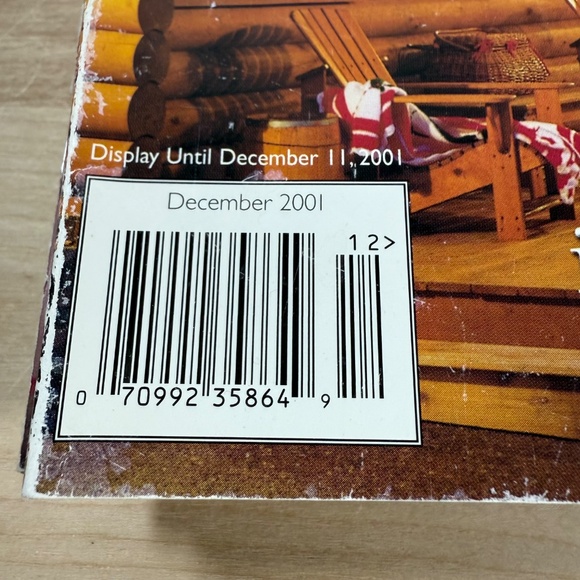 Display Until December 11, 2001
December 2001
12>
0 70992 35864 9